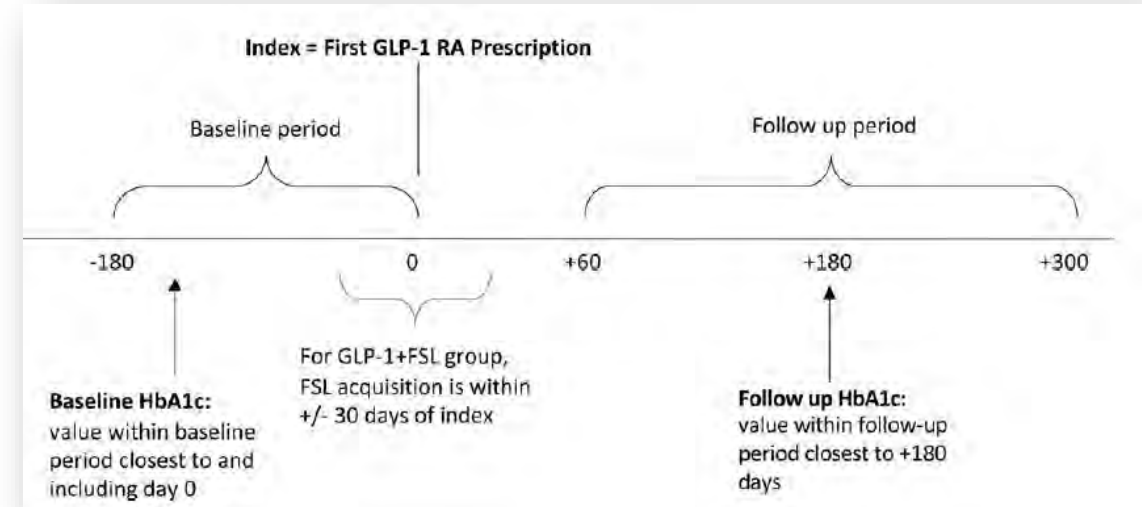 Index = First GLP-1 RA Prescription
Baseline period
Follow up period
-180
0
+60
+180
+300
For GLP-1+FSL group,
FSL acquisition is within
+/- 30 days of index
Baseline HbA1c:
value within baseline
period closest to and
including day 0
Follow up HbA1c:
value within follow-up
period closest to +180
days